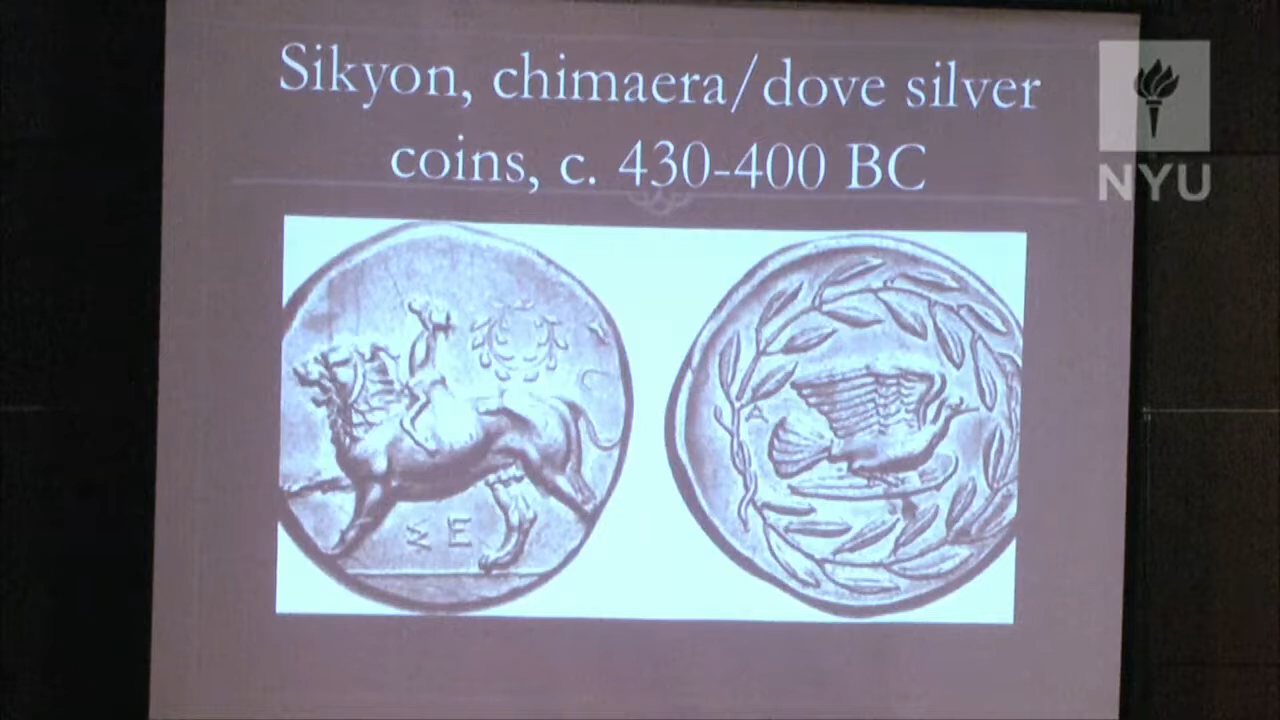 Sikyon, chimaera/dove silver
coins, c. 430-400 BC
NYU
A
ΣΕ